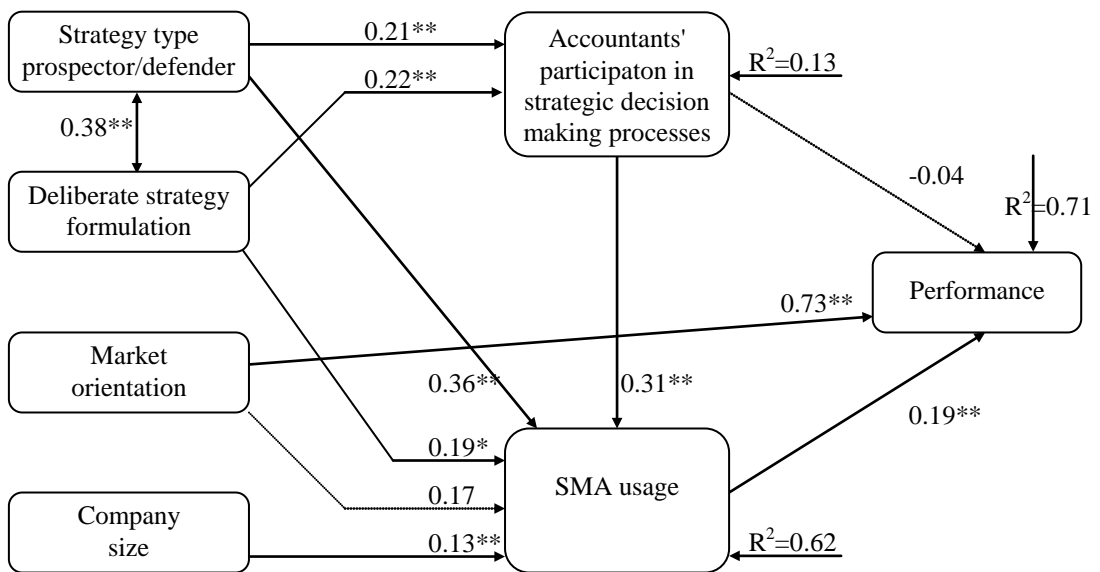 Strategy type
prospector/defender
0.21**
Accountants'
participaton in
strategic decision
making processes
R²=0.13
0.22**
0.38**
Deliberate strategy
formulation
-0.04
R²=0.71
Performance
0.73**
Market
orientation
0.36**
0.31**
0.19**
0.19*
SMA usage
0.17
Company
size
0.13**
R²=0.62